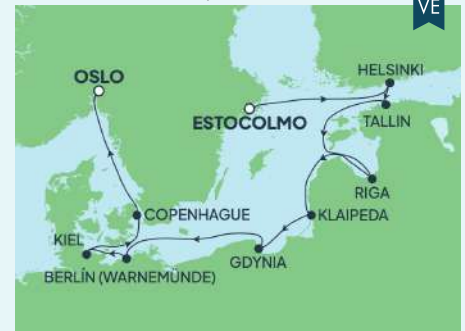 VE
HELSINKI
OSLO
ESTOCOLMO
TALLIN
RIGA
COPENHAGUE
KLAIPEDA
KIEL
GDYNIA
BERLÍN (WARNEMÜNDE)